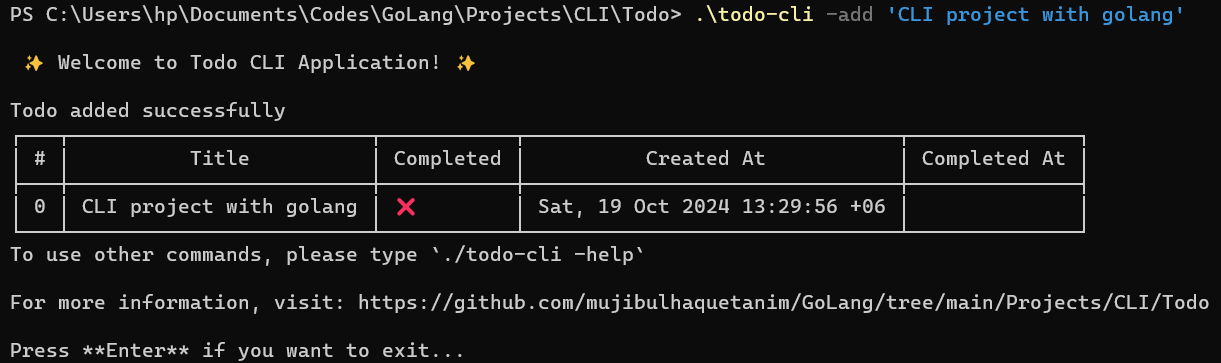 PS C:\Users\hp\Documents\Codes\GoLang\Projects\CLI\Todo> .\todo-cli -add 'CLI project with golang'
✨ Welcome to Todo CLI Application! ✨
Todo added successfully
# Title Completed Created At Completed At
0 CLI project with golang ❌ Sat, 19 Oct 2024 13:29:56 +06
To use other commands, please type `./todo-cli -help`
For more information, visit: https://github.com/mujibulhaquetanim/GoLang/tree/main/Projects/CLI/Todo
Press **Enter** if you want to exit...